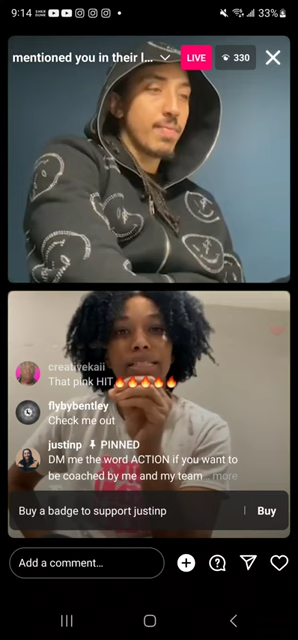 9:14
33%
mentioned you in their l...
LIVE
330
creativekaii
That pink HIT🔥🔥🔥🔥🔥
flybybentley
Check me out
justinp 📌 PINNED
DM me the word ACTION if you want to
be coached by me and my team... more
Buy a badge to support justinp
Buy
Add a comment...